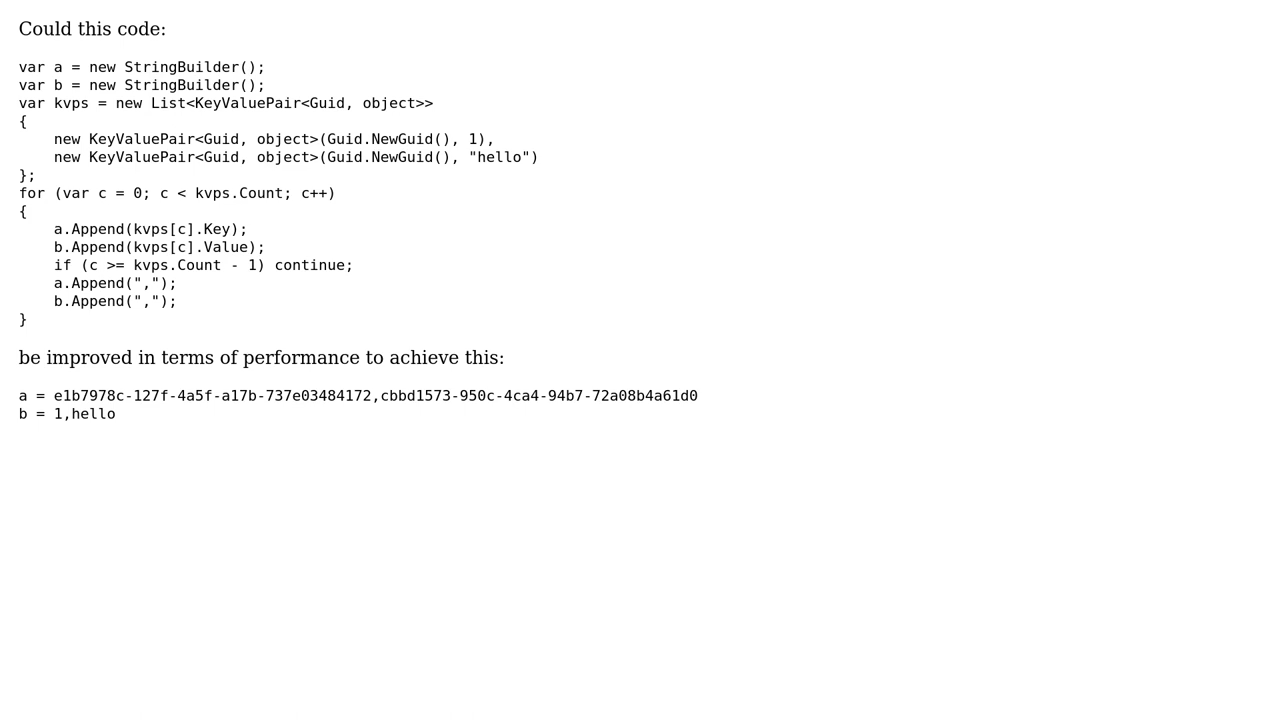 Could this code:
var a = new StringBuilder();
var b = new StringBuilder();
var kvps = new List<KeyValuePair<Guid, object>>
{
    new KeyValuePair<Guid, object>(Guid.NewGuid(), 1),
    new KeyValuePair<Guid, object>(Guid.NewGuid(), "hello")
};
for (var c = 0; c < kvps.Count; c++)
{
    a.Append(kvps[c].Key);
    b.Append(kvps[c].Value);
    if (c >= kvps.Count - 1) continue;
    a.Append(",");
    b.Append(",");
}
be improved in terms of performance to achieve this:
a = e1b7978c-127f-4a5f-a17b-737e03484172,cbbd1573-950c-4ca4-94b7-72a08b4a61d0
b = 1,hello